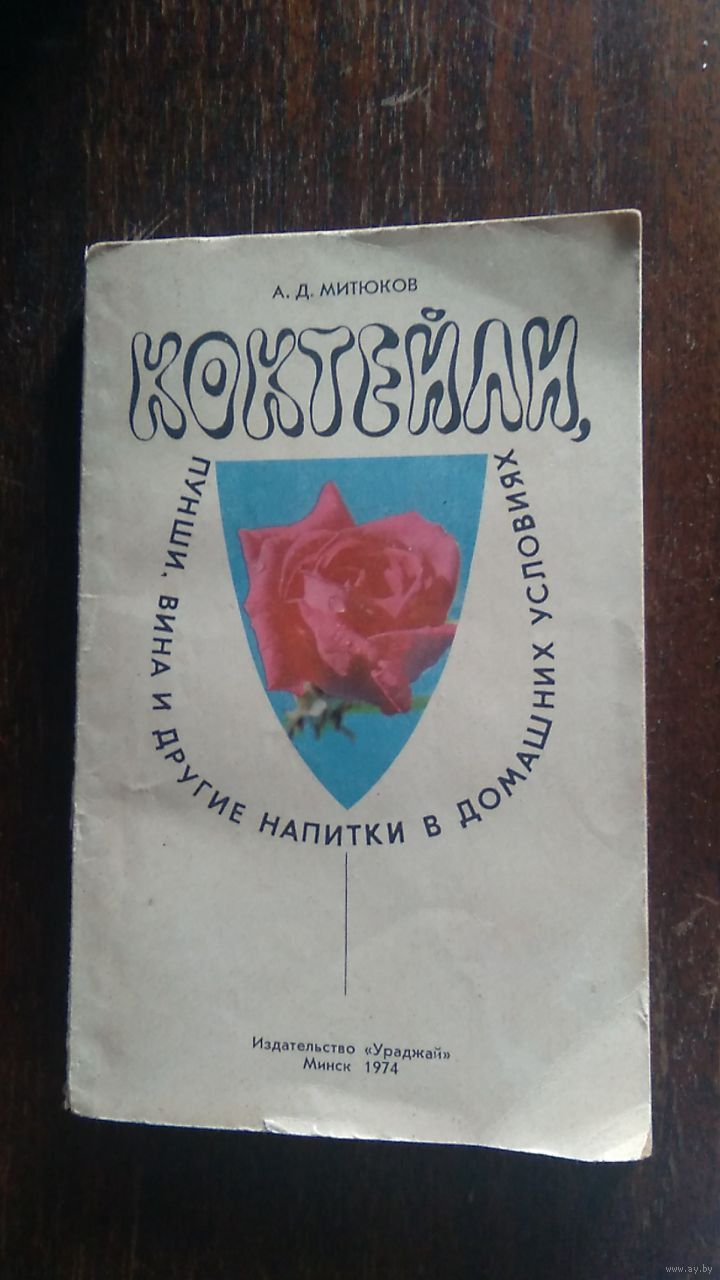 А. Д. МИТЮКОВ
КОКТЕЙЛИ,
ПУНШИ, ВИНА И ДРУГИЕ НАПИТКИ В ДОМАШНИХ УСЛОВИЯХ
Издательство «Ураджай»
Минск 1974
www.ay.by